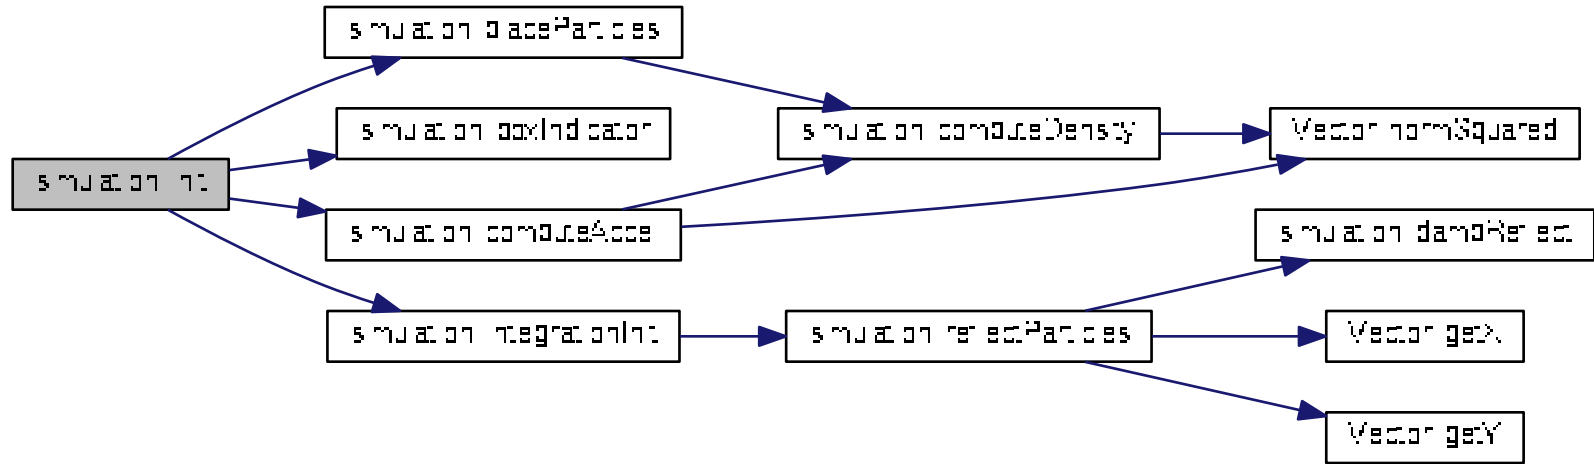 simulation::placeParticles
simulation::boxIndicator
simulation::computeDensity
Vector::normSquared
simulation::init
simulation::computeAccel
simulation::dampReflect
simulation::integrationInit
simulation::reflectParticles
Vector::getX
Vector::getY